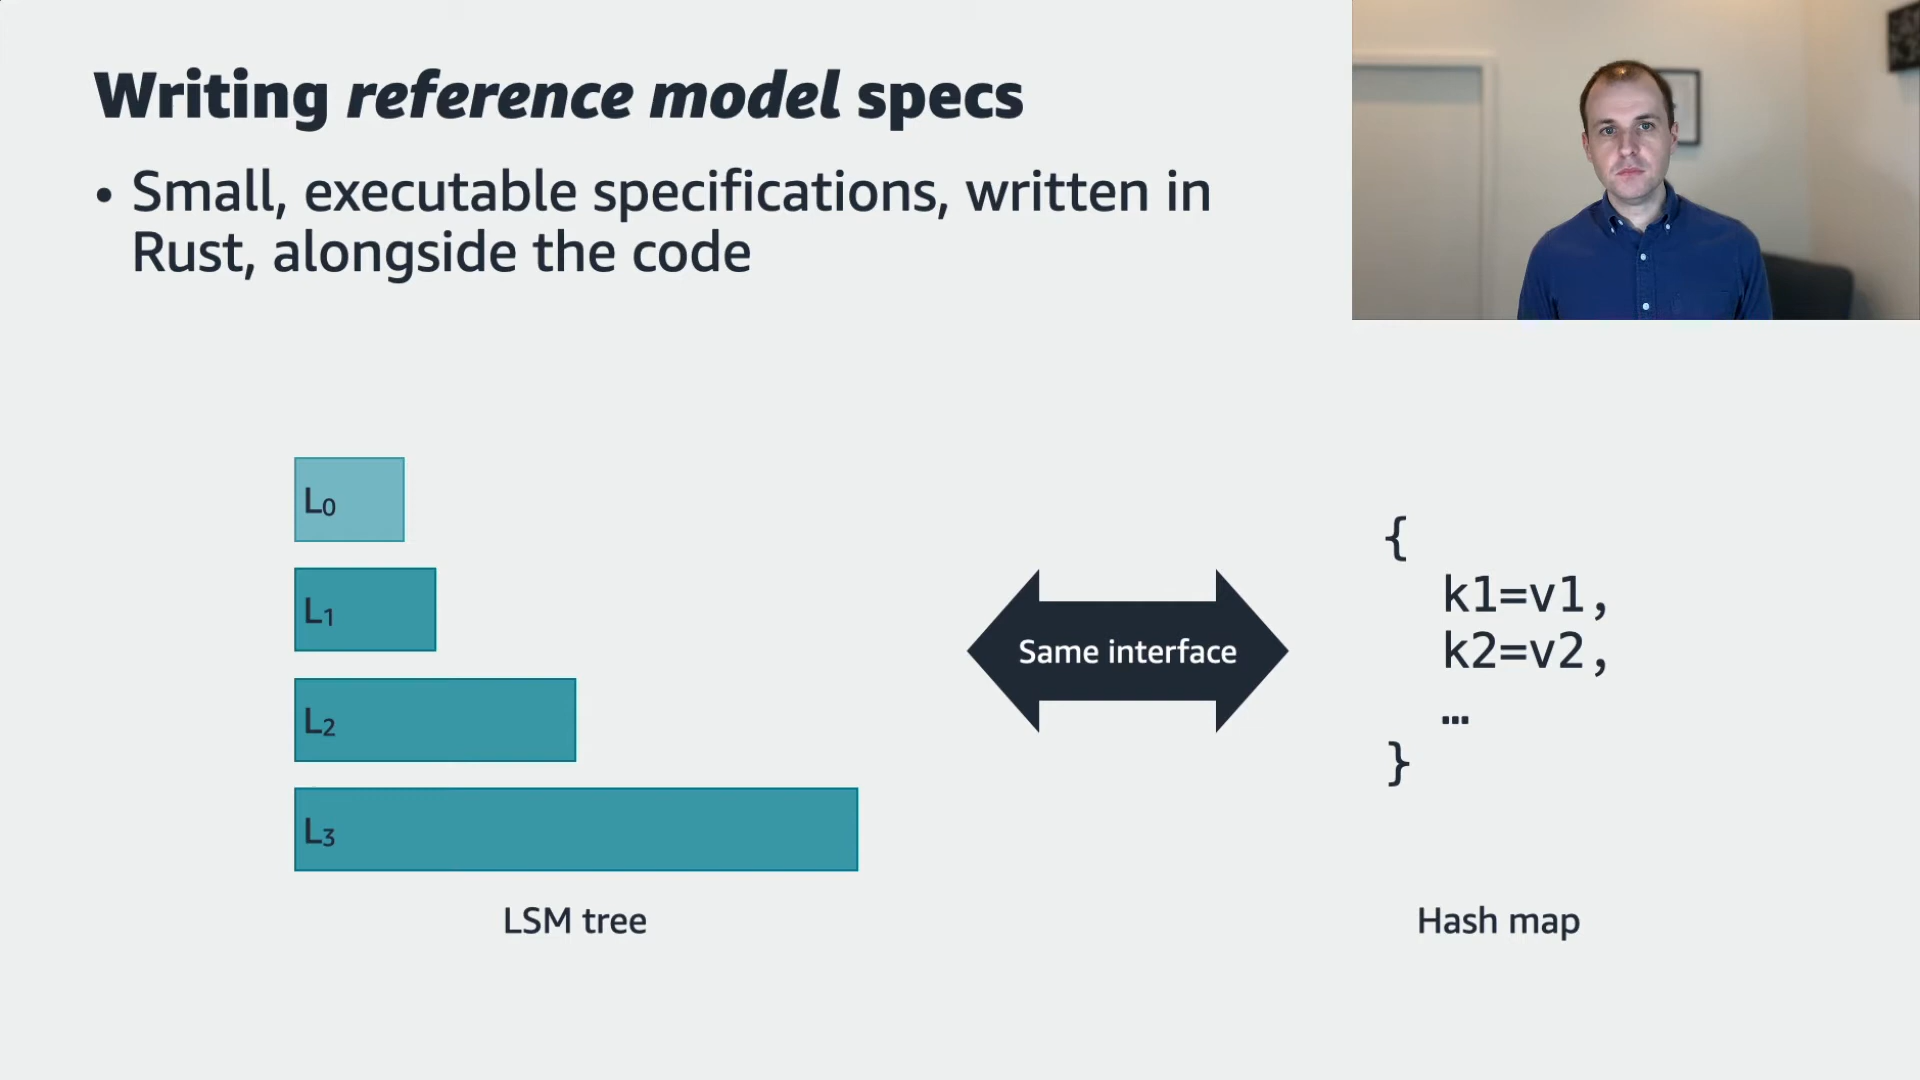 Writing reference model specs
• Small, executable specifications, written in
Rust, alongside the code
L0
L1
L2
L3
LSM tree
Same interface
{
k1=v1,
k2=v2,
…
}
Hash map